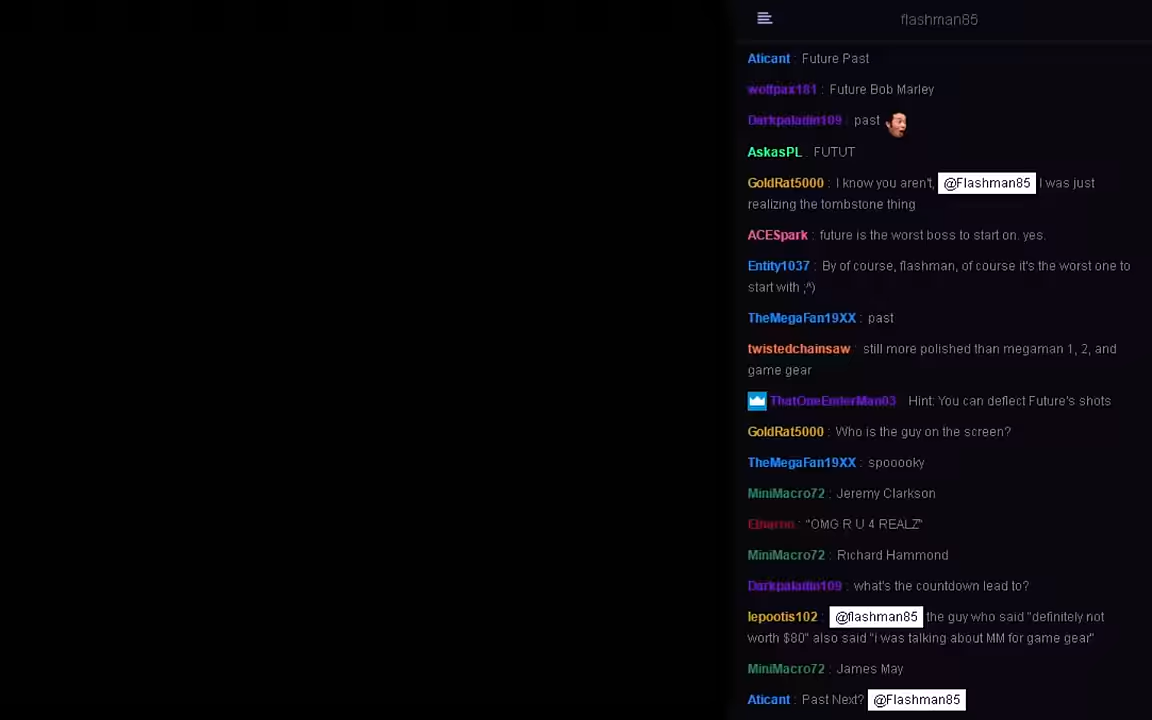 flashman85
Aticant : Future Past
wolfpax181 : Future Bob Marley
Darkpaladin109 : past
AskasPL : FUTUT
GoldRat5000 : I know you aren't, @Flashman85 I was just
realizing the tombstone thing
ACESpark : future is the worst boss to start on. yes.
Entity1037 : By of course, flashman, of course it's the worst one to
start with ;^)
TheMegaFan19XX : past
twistedchainsaw : still more polished than megaman 1, 2, and
game gear
ThatOneEnderMan03 Hint: You can deflect Future's shots
GoldRat5000 : Who is the guy on the screen?
TheMegaFan19XX : spooooky
MiniMacro72 : Jeremy Clarkson
: "OMG R U 4 REALZ"
MiniMacro72 : Richard Hammond
Darkpaladin109 : what's the countdown lead to?
lepootis102 : @flashman85 the guy who said "definitely not
worth $80" also said "i was talking about MM for game gear"
MiniMacro72 : James May
Aticant : Past Next? @Flashman85